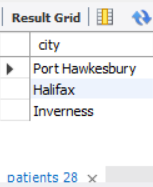 Result Grid
city
Port Hawkesbury
Halifax
Inverness
patients 28 ×